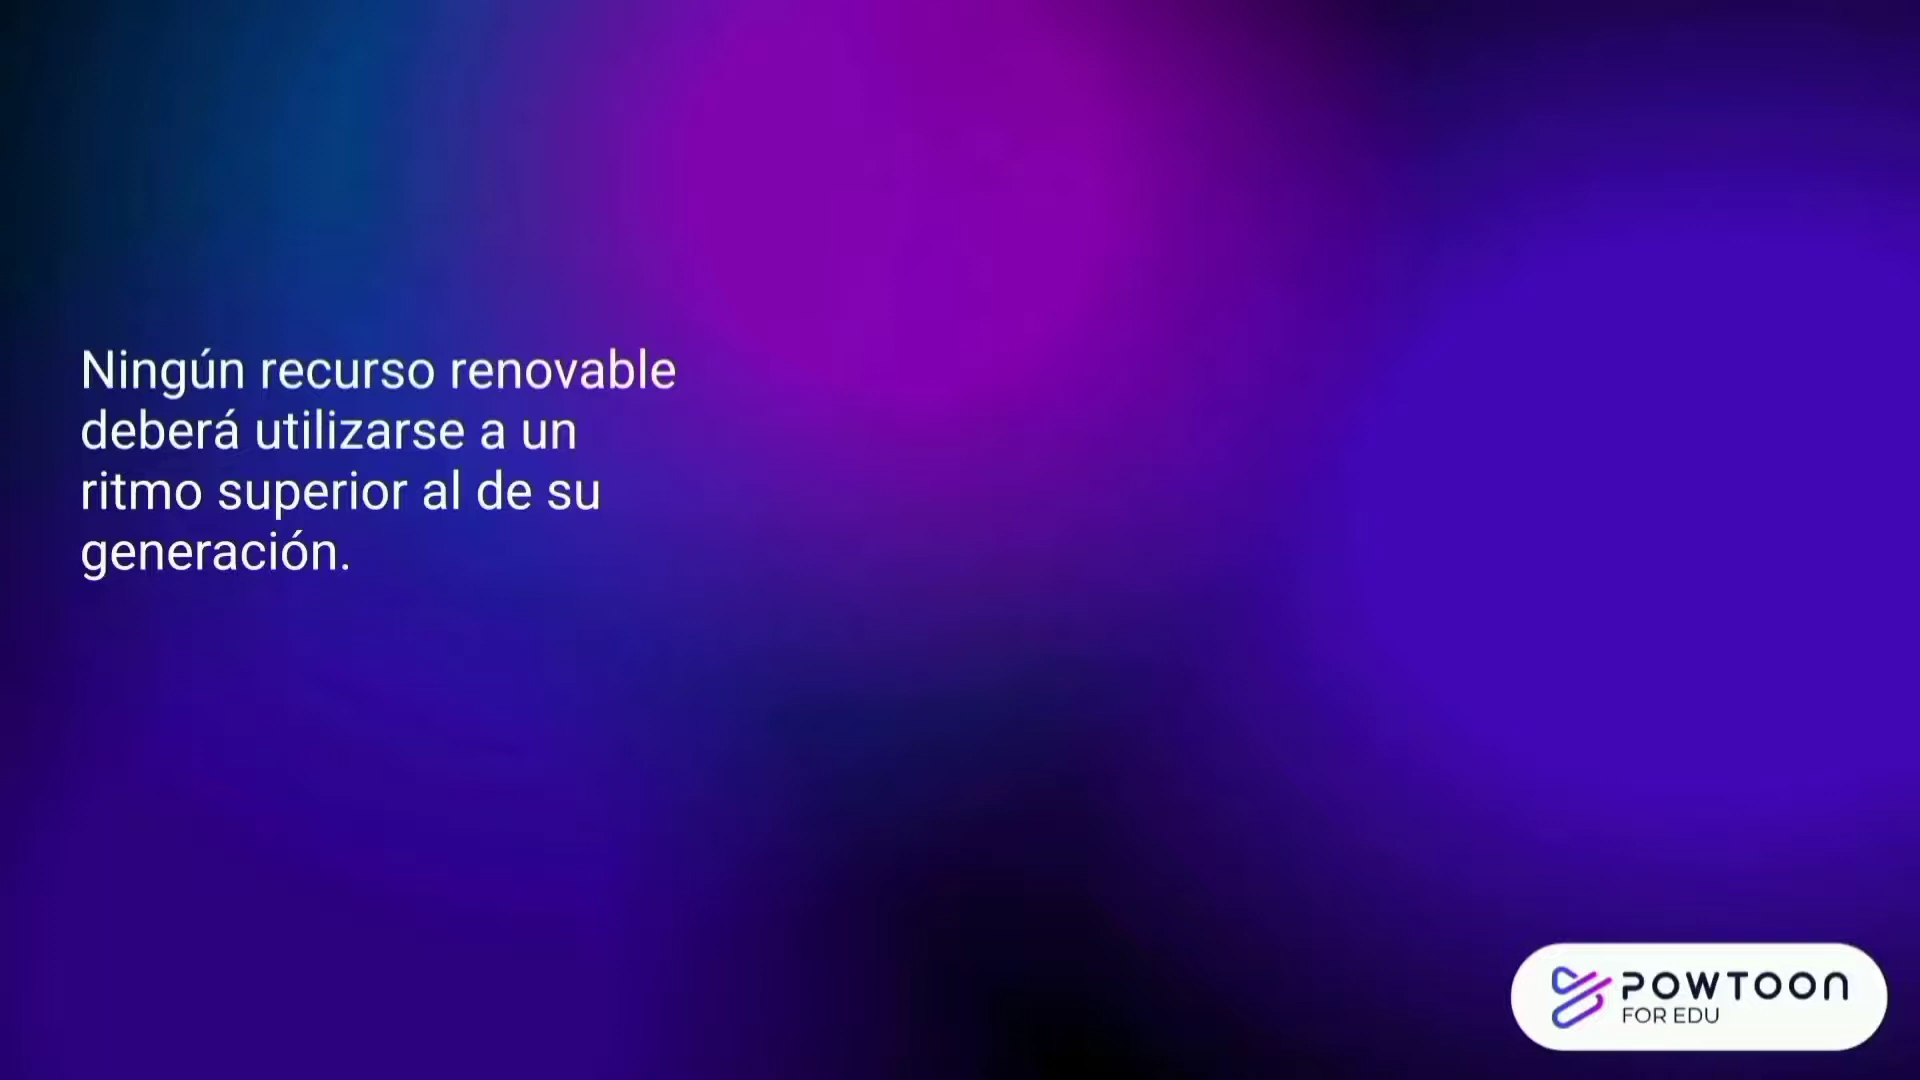 Ningún recurso renovable
deberá utilizarse a un
ritmo superior al de su
generación.
POWTOON
FOR EDU